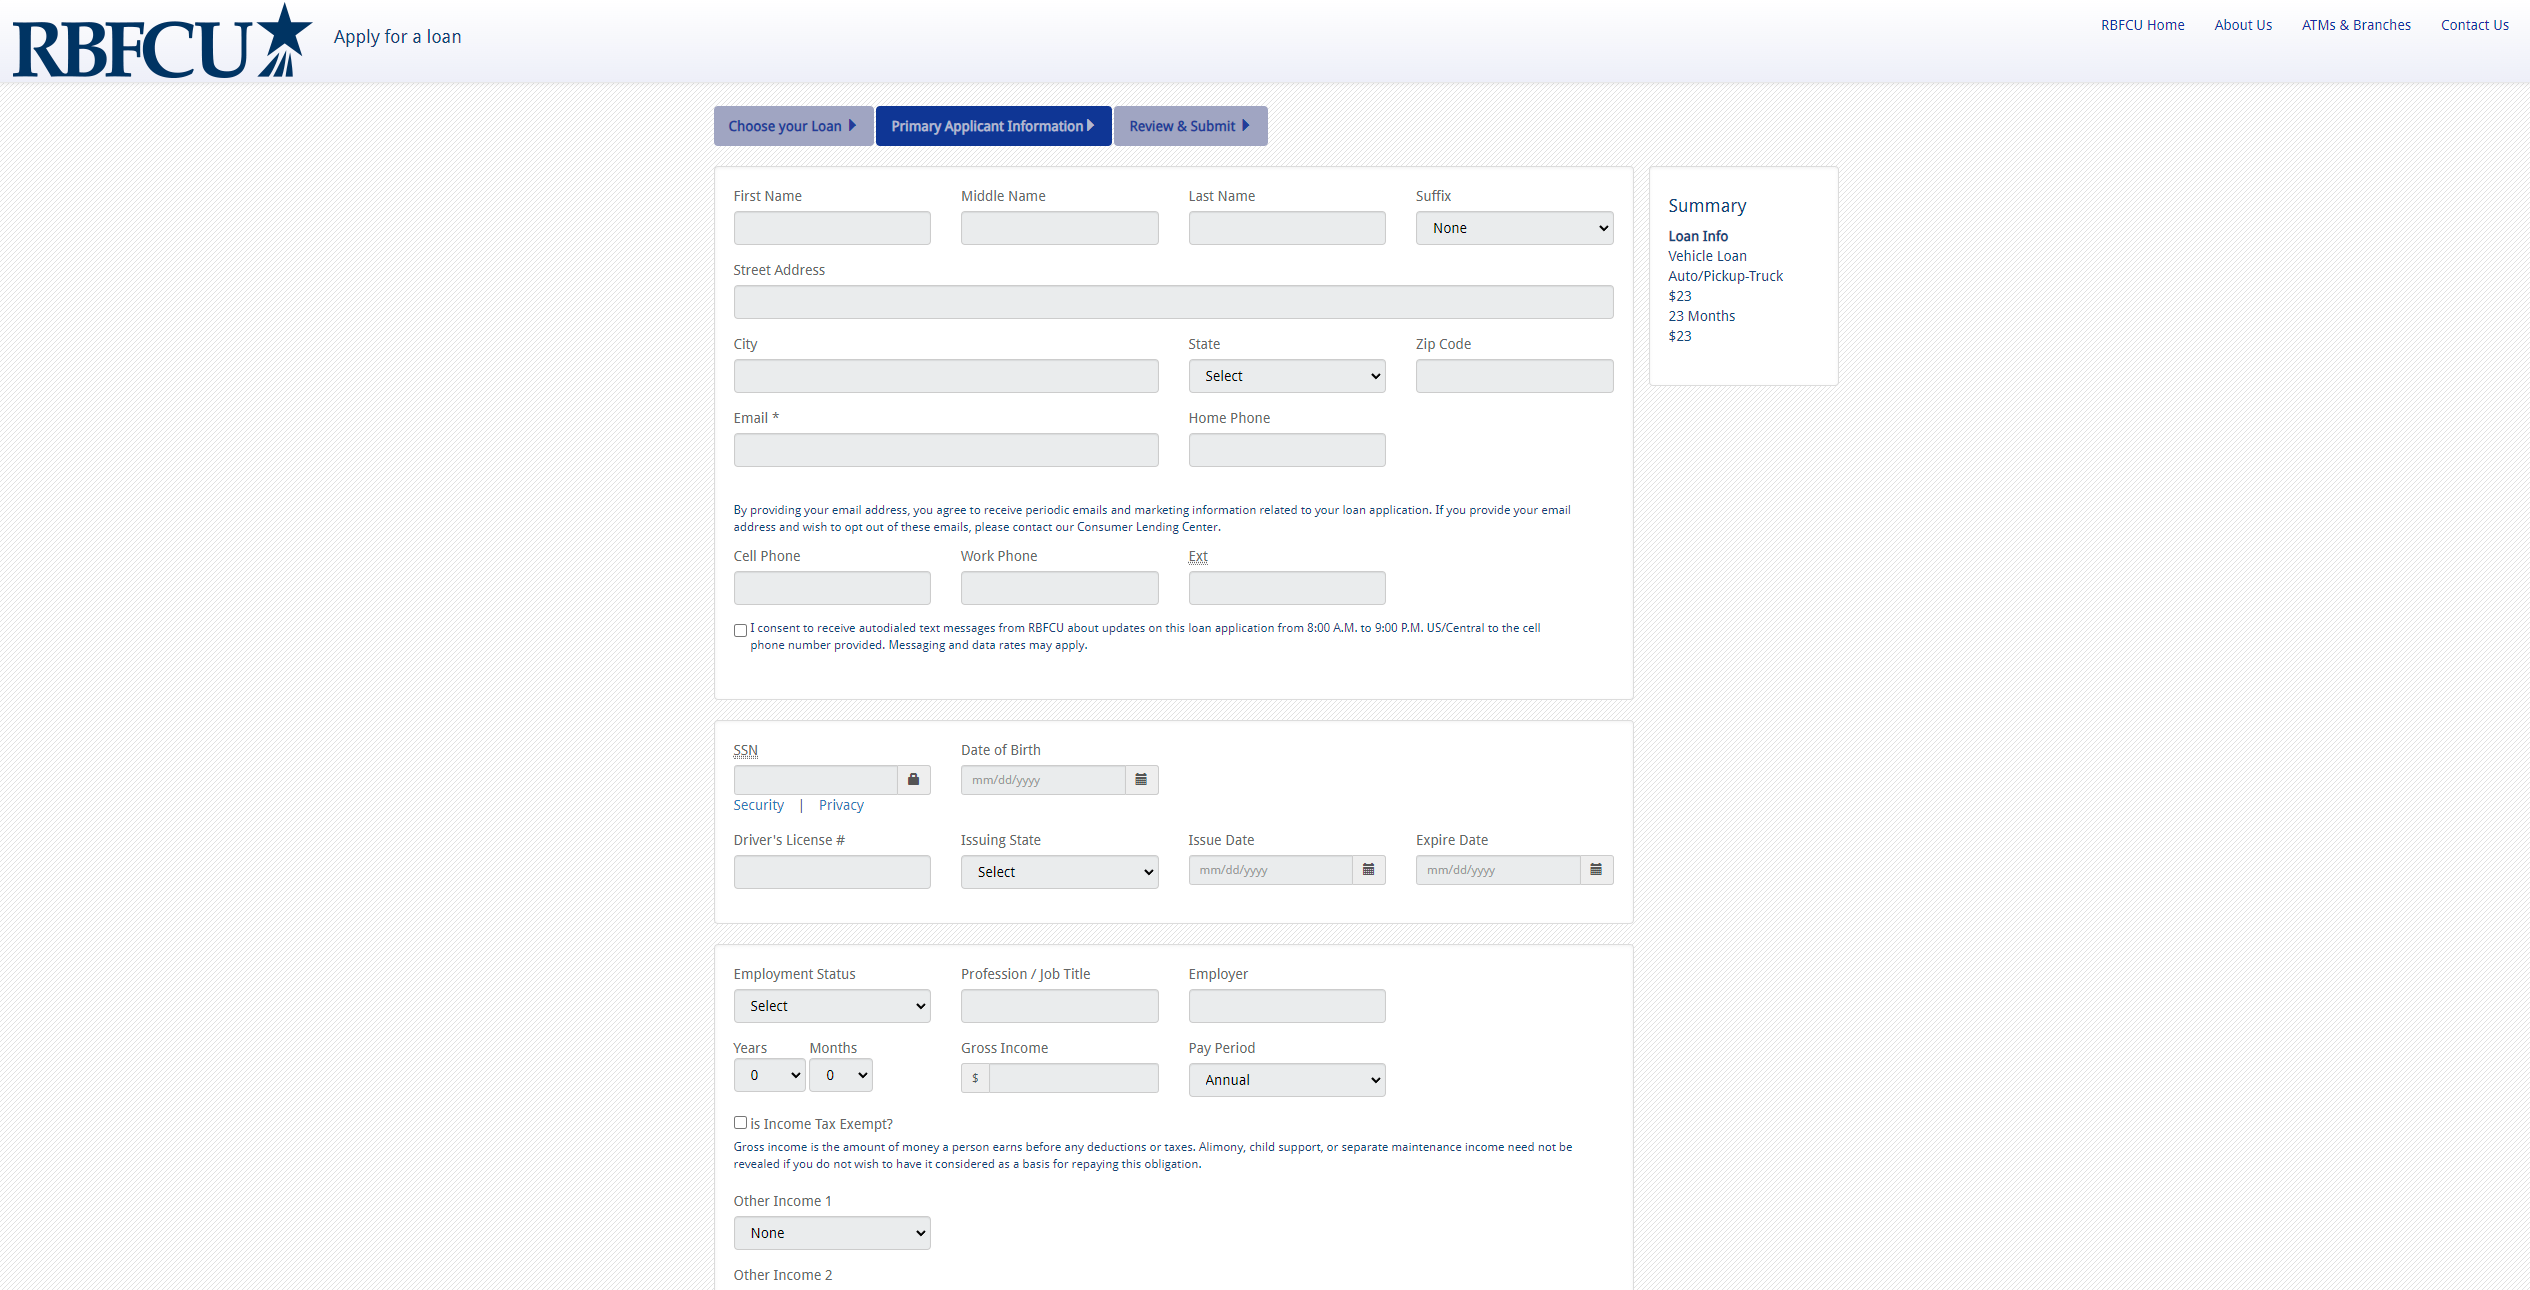 RBFCU
Apply for a loan
RBFCU Home About Us ATMs & Branches Contact Us
Choose your Loan Primary Applicant Information Review & Submit
First Name Middle Name Last Name Suffix
None
Street Address
City State Zip Code
Select
Email * Home Phone
By providing your email address, you agree to receive periodic emails and marketing information related to your loan application. If you provide your email
address and wish to opt out of these emails, please contact our Consumer Lending Center.
Cell Phone Work Phone Ext
I consent to receive autodialed text messages from RBFCU about updates on this loan application from 8:00 A.M. to 9:00 P.M. US/Central to the cell
phone number provided. Messaging and data rates may apply.
Summary
Loan Info
Vehicle Loan
Auto/Pickup-Truck
$23
23 Months
$23
SSN Date of Birth
mm/dd/yyyy
Security | Privacy
Driver's License # Issuing State Issue Date Expire Date
Select mm/dd/yyyy mm/dd/yyyy
Employment Status Profession / Job Title Employer
Select
Years Months Gross Income Pay Period
0 0 $ Annual
is Income Tax Exempt?
Gross income is the amount of money a person earns before any deductions or taxes. Alimony, child support, or separate maintenance income need not be
revealed if you do not wish to have it considered as a basis for repaying this obligation.
Other Income 1
None
Other Income 2